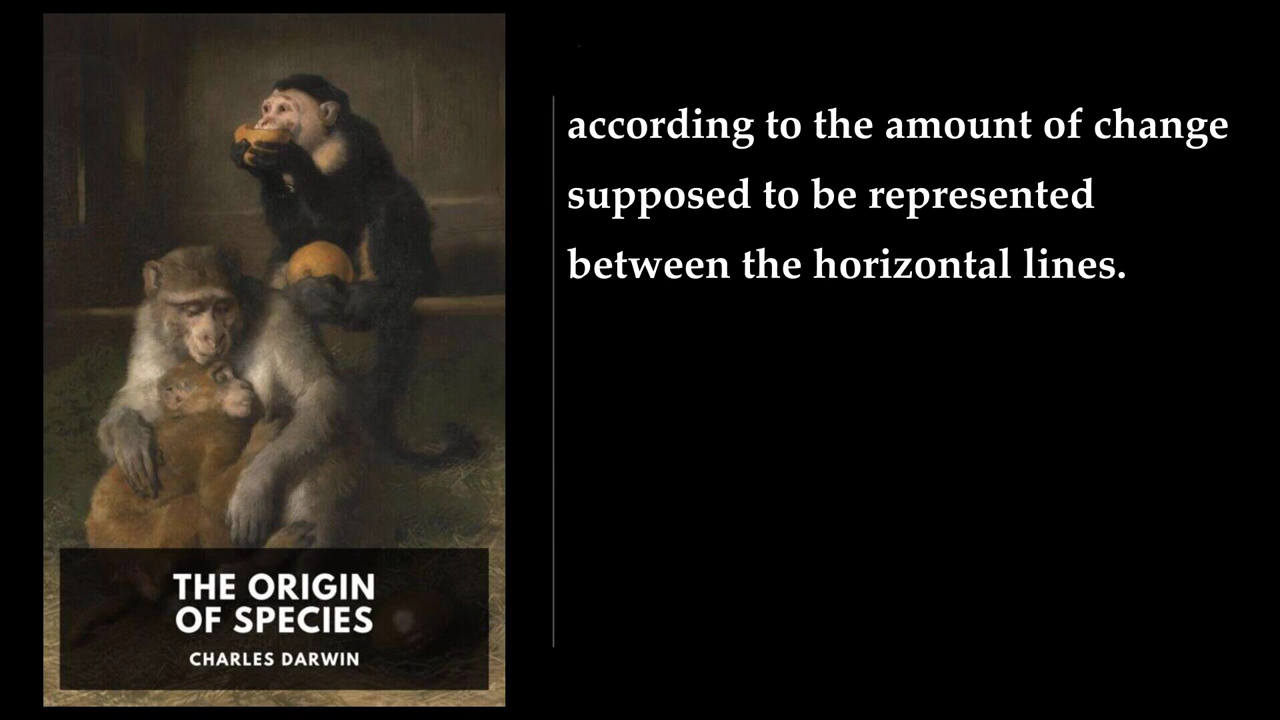 according to the amount of change
supposed to be represented
between the horizontal lines.
THE ORIGIN
OF SPECIES
CHARLES DARWIN